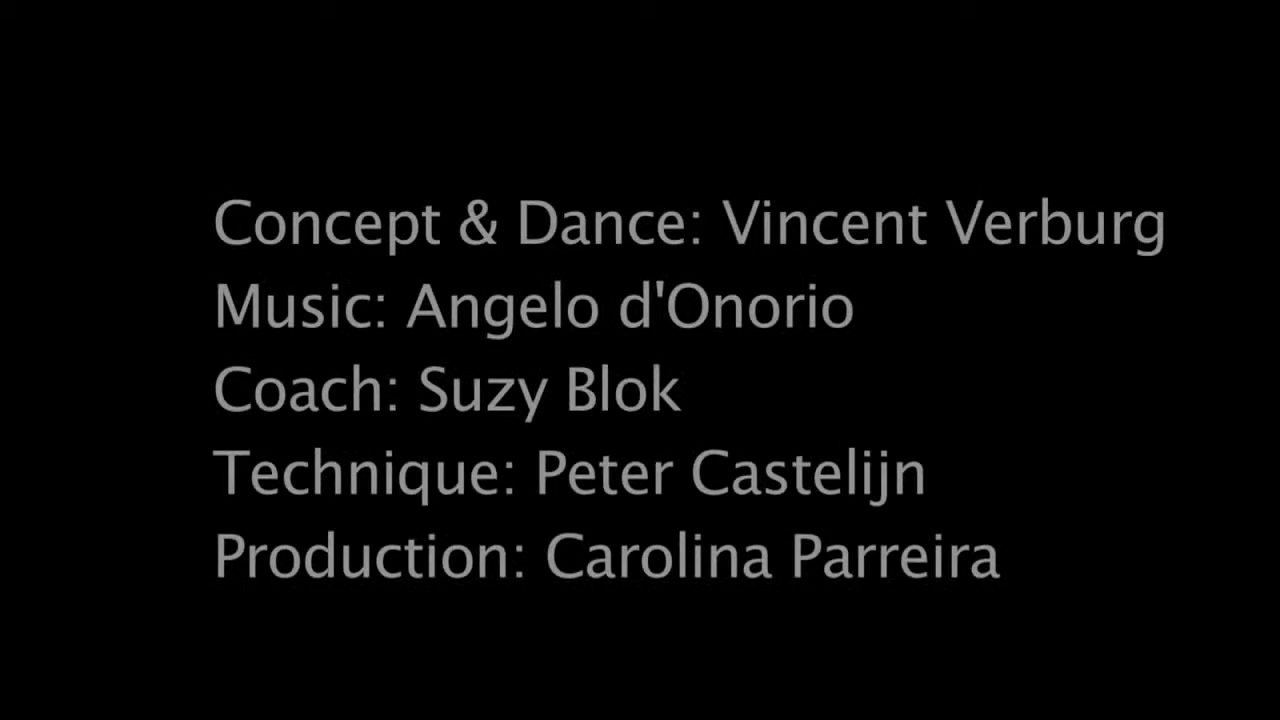 Concept & Dance: Vincent Verburg
Music: Angelo d'Onorio
Coach: Suzy Blok
Technique: Peter Castelijn
Production: Carolina Parreira